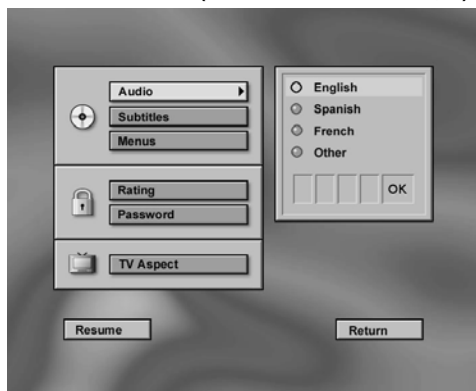 Audio
Subtitles
Menus
Rating
Password
TV Aspect
English
Spanish
French
Other
OK
Resume
Return